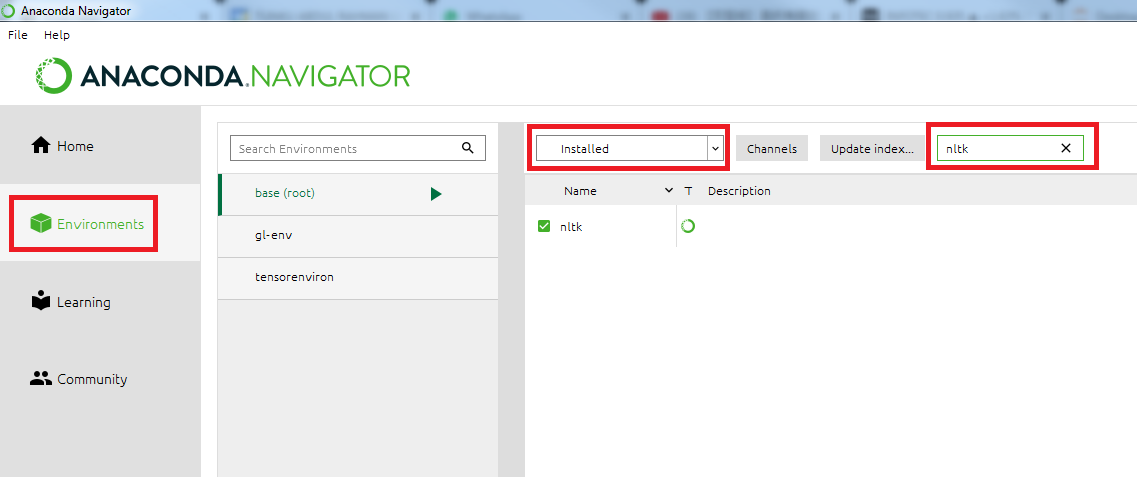 Anaconda Navigator
File Help
ANACONDA.NAVIGATOR
Home
Environments
Learning
Community
Search Environments
base (root)
gl-env
tensorenviron
Installed Channels Update index... nltk
Name T Description
nltk